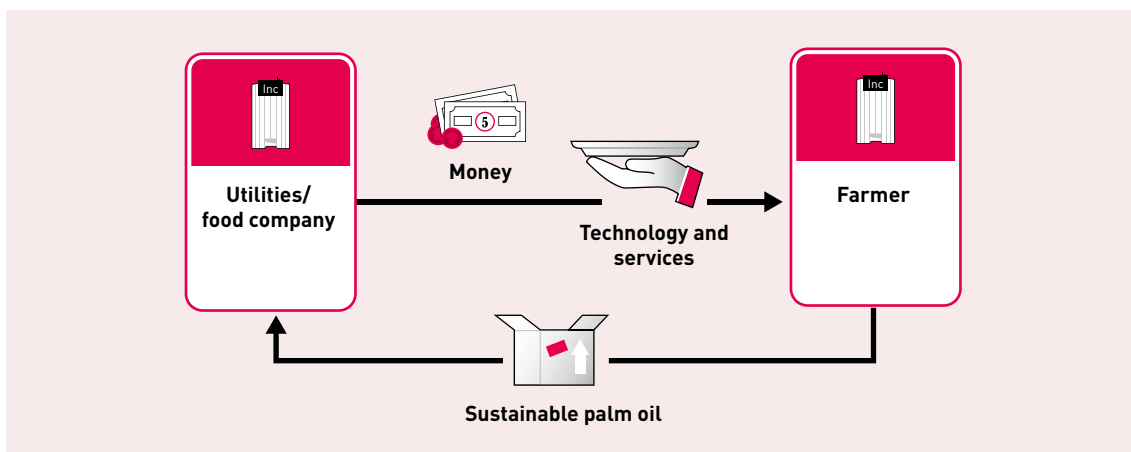 Inc
Utilities/
food company
5
Money
Technology and
services
Inc
Farmer
Sustainable palm oil